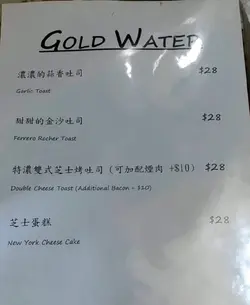 GOLD WATER
濃濃的蒜香吐司 $28
Garlic Toast
甜甜的金沙吐司 $28
Ferrero Rocher Toast
特濃雙式芝士烤吐司 (可加配煙肉 +$10) $28
Double Cheese Toast (Additional Bacon - $10)
芝士蛋糕 $28
New York Cheese Cake